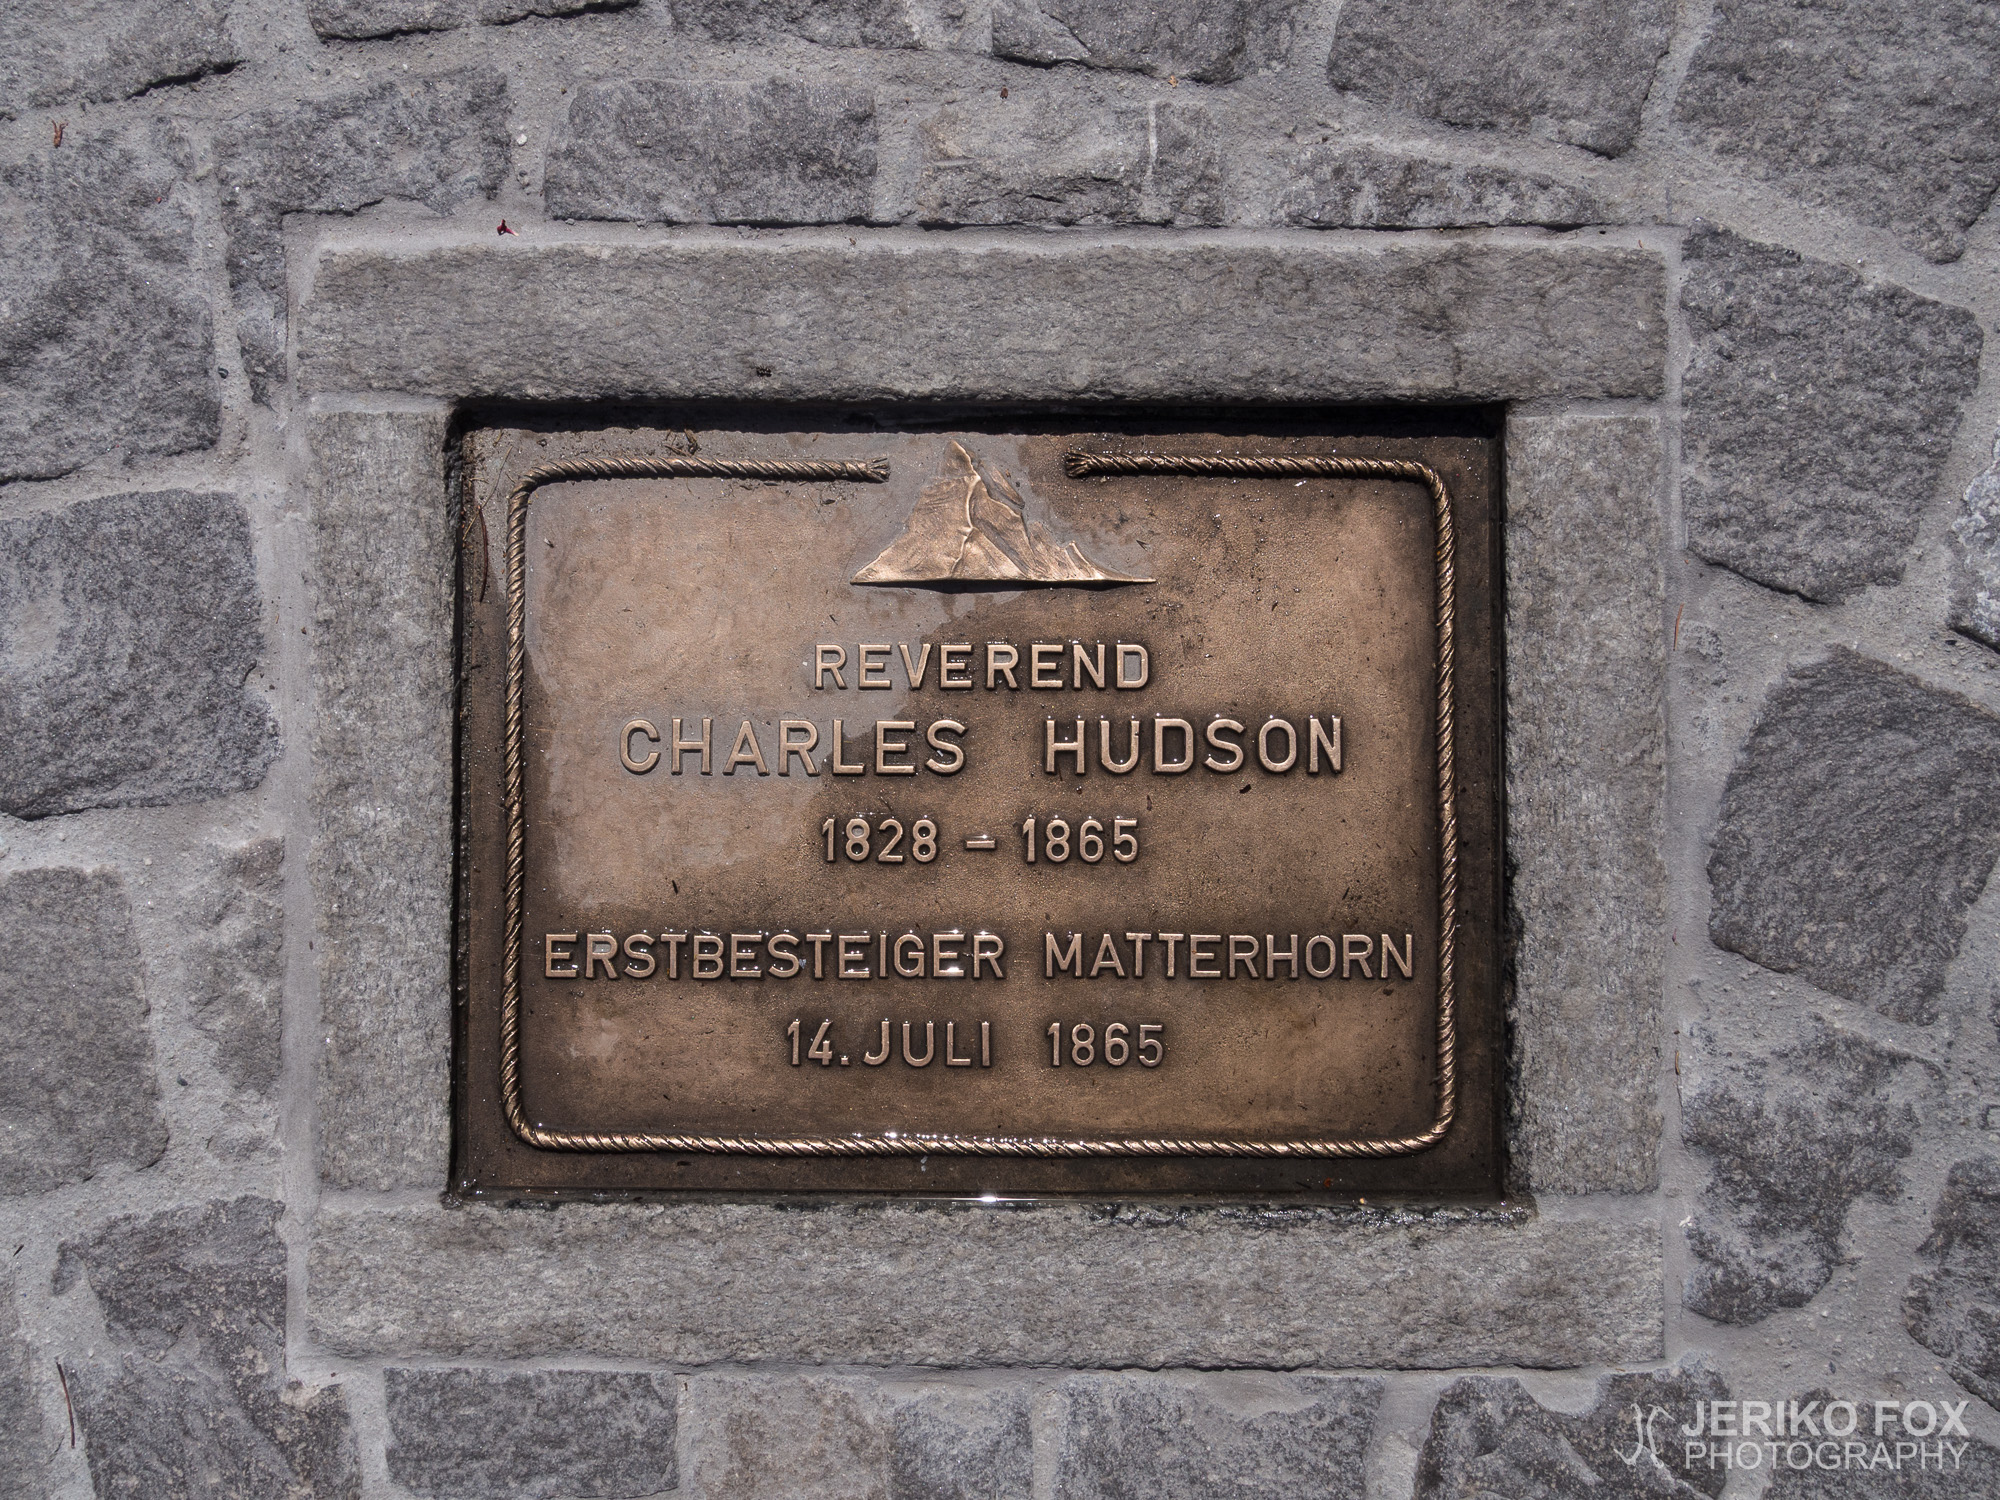 REVEREND
CHARLES HUDSON
1828 – 1865
ERSTBESTEIGER MATTERHORN
14. JULI 1865
JERIKO FOX
PHOTOGRAPHY